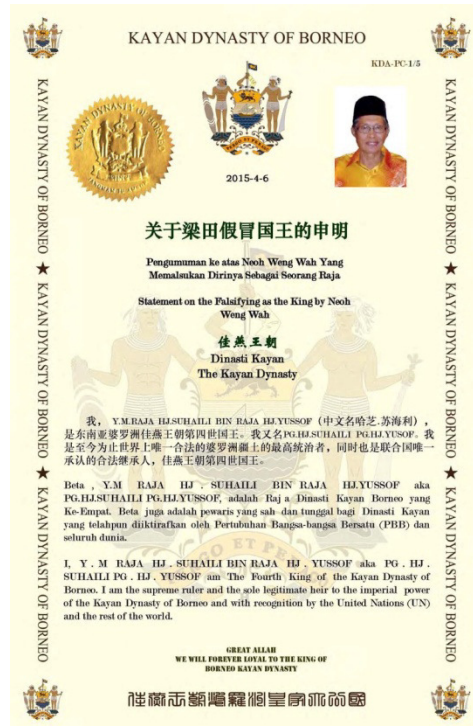 KAYAN DYNASTY OF BORNEO
KDA-PC-1/5
KAYAN DYNASTY OF BORNEO ★ KAYAN DYNASTY OF BORNEO ★ KAYAN DYNASTY OF BORNEO
KAYAN DYNASTY OF BORNEO ★ KAYAN DYNASTY OF BORNEO ★ KAYAN DYNASTY OF BORNEO
KAYAN DYNASTY OF BORNEO
2015-4-6
关于梁田假冒国王的申明
Pengumuman ke atas Neoh Weng Wah Yang
Memalsukan Dirinya Sebagai Seorang Raja
Statement on the Falsifying as the King by Neoh
Weng Wah
佳燕王朝
Dinasti Kayan
The Kayan Dynasty
我, Y.M.RAJA HJ.SUHAILI BIN RAJA HJ.YUSSOF (中文名哈芝.苏海利),
是东南亚婆罗洲佳燕王朝第四世国王。我又名PG.HJ.SUHAILI PG.HJ.YUSOF。我
是至今为止世界上唯一合法的婆罗洲疆土的最高统治者，同时也是联合国唯一
承认的合法继承人，佳燕王朝第四世国王。
Beta , Y.M RAJA HJ . SUHAILI BIN RAJA HJ.YUSSOF aka
PG.HJ.SUHAILI PG.HJ.YUSSOF, adalah Raj a Dinasti Kayan Borneo yang
Ke-Empat. Beta juga adalah pewaris yang sah dan tunggal bagi Dinasti Kayan
yang telahpun diiktirafkan oleh Pertubuhan Bangsa-bangsa Bersatu (PBB) dan
seluruh dunia.
I, Y . M RAJA HJ . SUHAILI BIN RAJA HJ . YUSSOF aka PG . HJ .
SUHAILI PG . HJ . YUSSOF am The Fourth King of the Kayan Dynasty of
Borneo. I am the supreme ruler and the sole legitimate heir to the imperial power
of the Kayan Dynasty of Borneo and with recognition by the United Nations (UN)
and the rest of the world.
GREAT ALLAH
WE WILL FOREVER LOYAL TO THE KING OF
BORNEO KAYAN DYNASTY